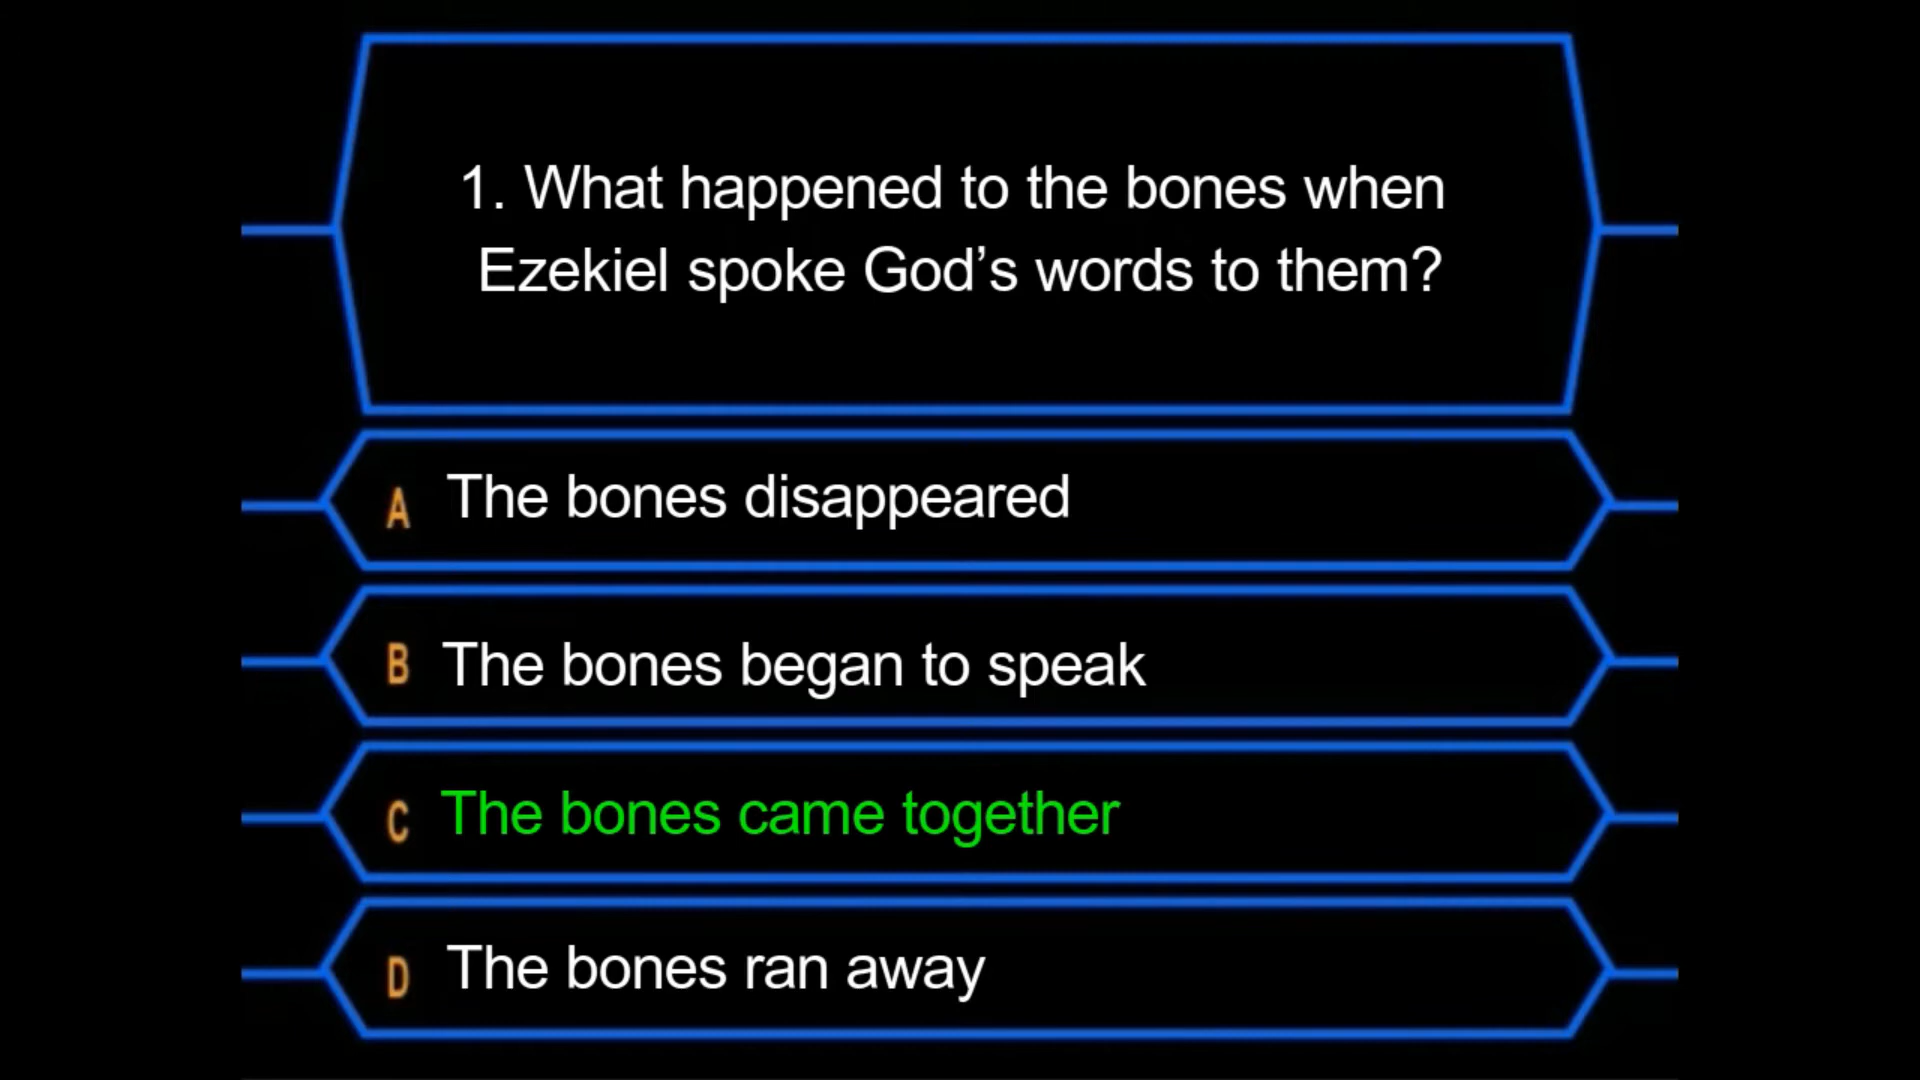 1. What happened to the bones when
Ezekiel spoke God’s words to them?
A The bones disappeared
B The bones began to speak
C The bones came together
D The bones ran away